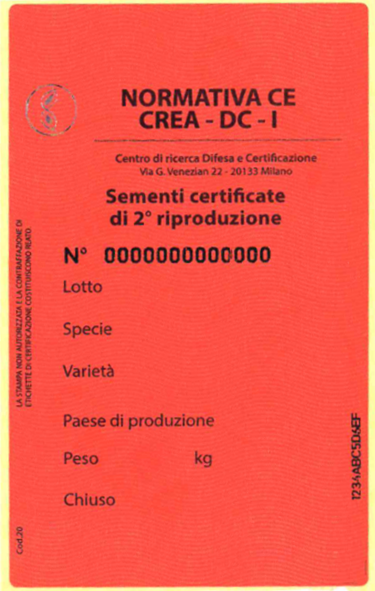 NORMATIVA CE
CREA - DC - I
Centro di ricerca Difesa e Certificazione
Via G. Venezian 22 - 20133 Milano
Sementi certificate
di 2° riproduzione
N° 0000000000000
Lotto
Specie
Varietà
Paese di produzione
Peso kg
Chiuso
LA STAMPA NON AUTORIZZATA E LA CONTRAFFAZIONE DI
ETICHETTE DI CERTIFICAZIONE COSTITUISCONO REATO
Cod.20
1234ABC5D6EF